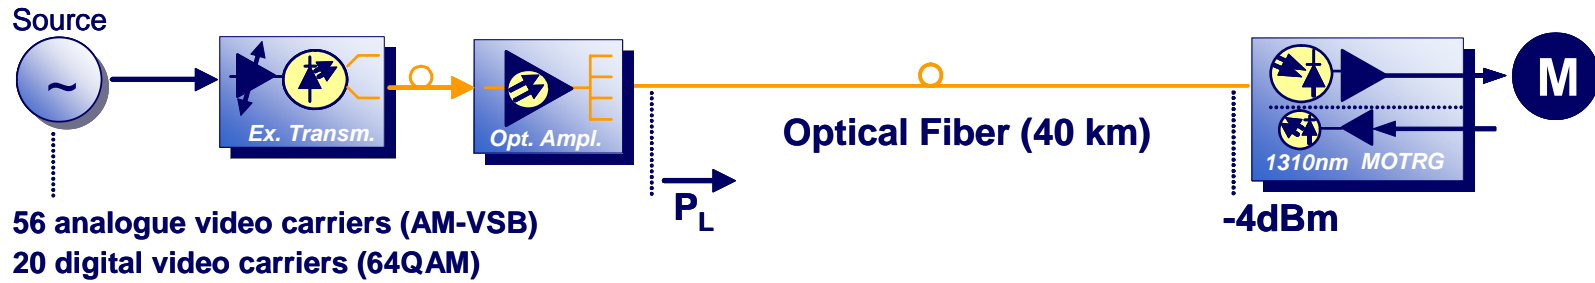 Source
~
Ex. Transm.
Opt. Ampl.
Optical Fiber (40 km)
1310nm MOTRG
M
PL
-4dBm
56 analogue video carriers (AM-VSB)
20 digital video carriers (64QAM)